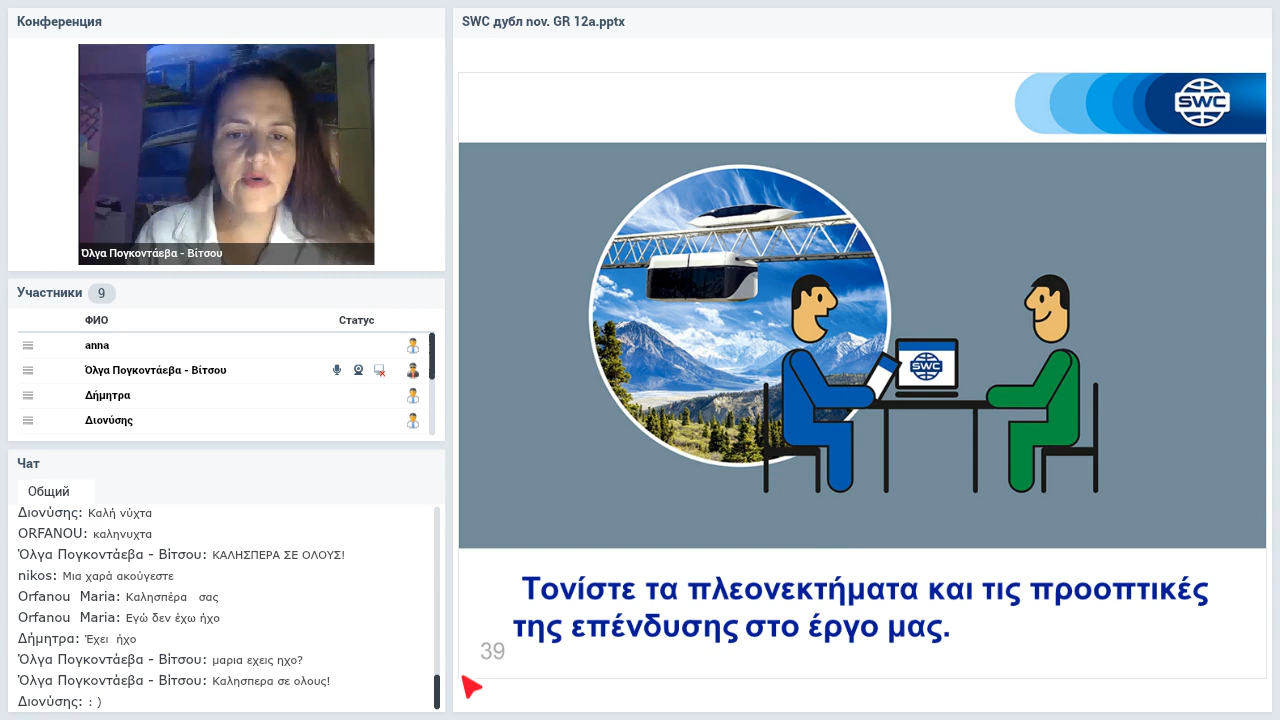 Конференция
Όλγα Πογκοντάεβα - Βίτσου
Участники 9
ФИО Статус
anna
Όλγα Πογκοντάεβα - Βίτσου
Δήμητρα
Διονύσης
Чат
Общий
Διονύσης: Καλή νύχτα
ORFANOU: καληνυχτα
Όλγα Πογκοντάεβα - Βίτσου: ΚΑΛΗΣΠΕΡΑ ΣΕ ΟΛΟΥΣ!
nikos: Μια χαρά ακούγεστε
Orfanou Maria: Καλησπέρα σας
Orfanou Maria: Εγώ δεν έχω ήχο
Δήμητρα: Έχει ήχο
Όλγα Πογκοντάεβα - Βίτσου: μαρια εχεις ηχο?
Όλγα Πογκοντάεβα - Βίτσου: Καλησπερα σε ολους!
Διονύσης: : )
SWC дубл nov. GR 12a.pptx
SWC
SWC
Τονίστε τα πλεονεκτήματα και τις προοπτικές
της επένδυσης στο έργο μας.
39